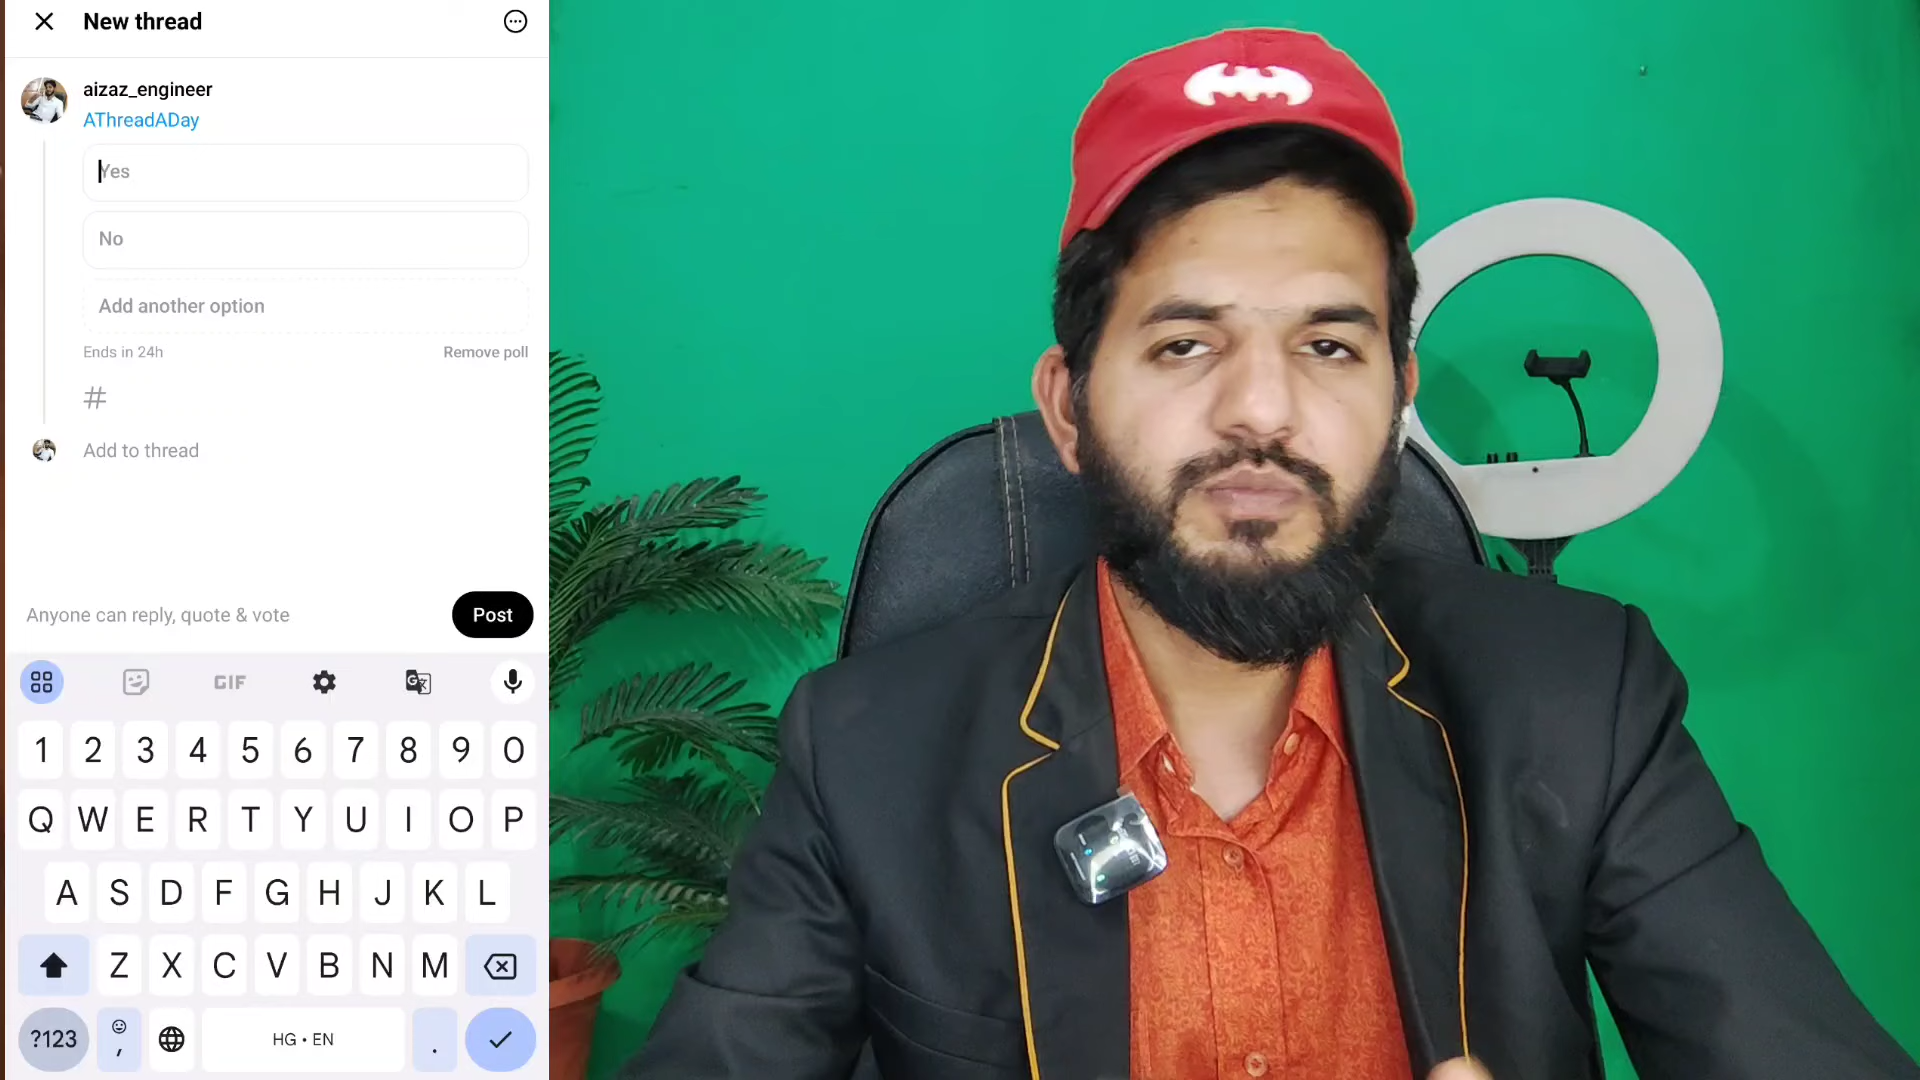 New thread
aizaz_engineer
AThreadADay
Yes
No
Add another option
Ends in 24h
Remove poll
#
Add to thread
Anyone can reply, quote & vote
Post
GIF
G
1 2 3 4 5 6 7 8 9 0
Q W E R T Y U I O P
A S D F G H J K L
Z X C V B N M
?123
,
HG • EN
.